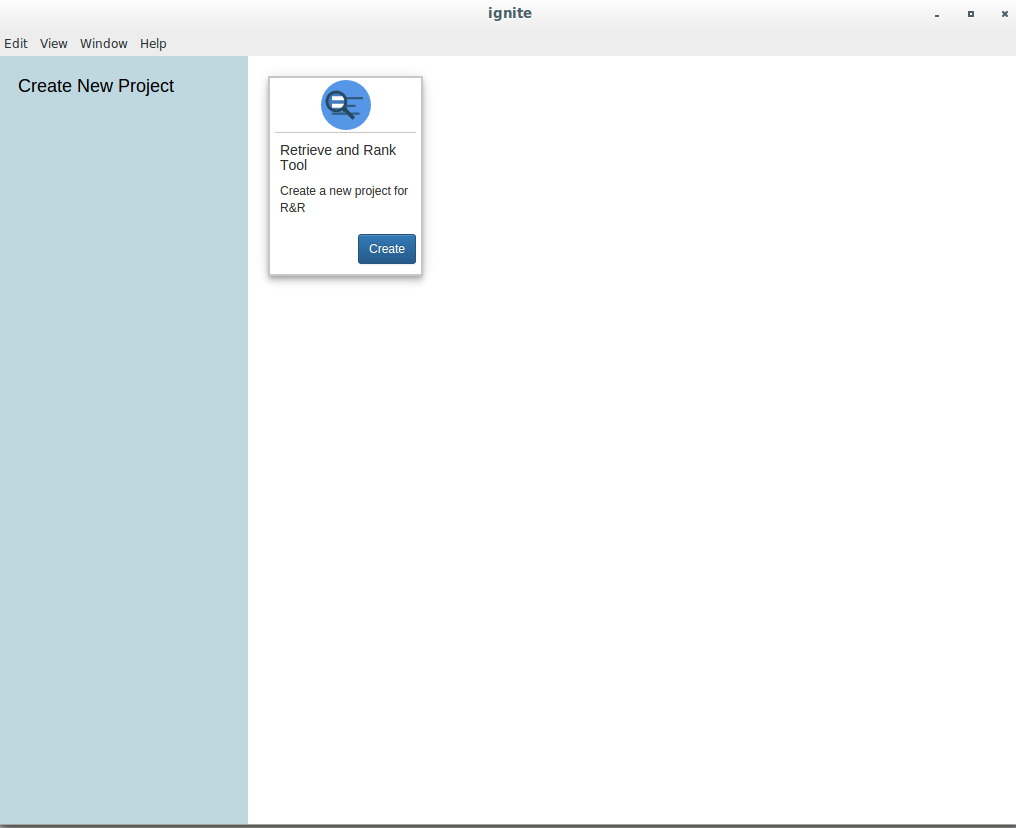 ignite
Edit View Window Help
Create New Project
Retrieve and Rank
Tool
Create a new project for
R&R
Create